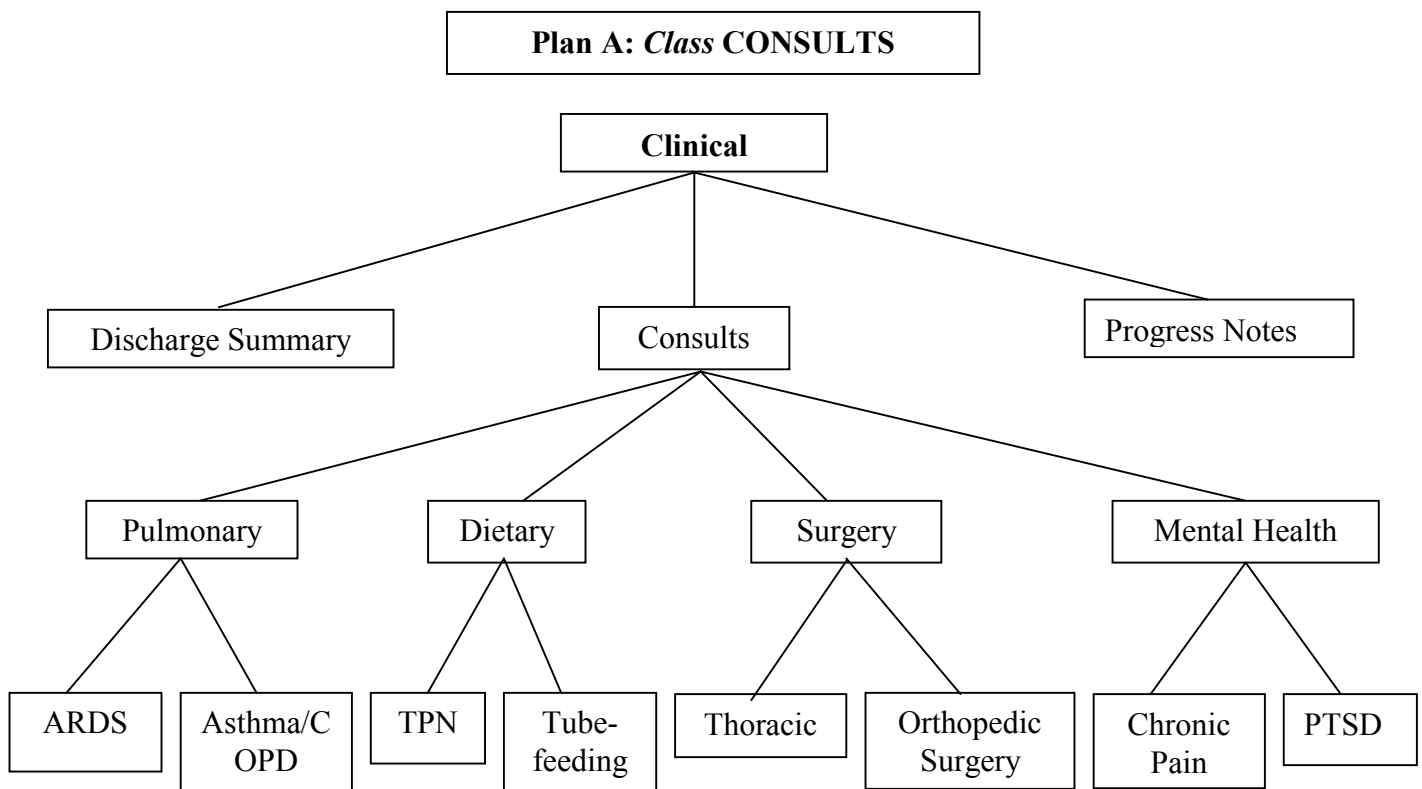 Plan A: Class CONSULTS
Clinical
Discharge Summary
Consults
Progress Notes
Pulmonary
Dietary
Surgery
Mental Health
ARDS
Asthma/C
OPD
TPN
Tube-
feeding
Thoracic
Orthopedic
Surgery
Chronic
Pain
PTSD